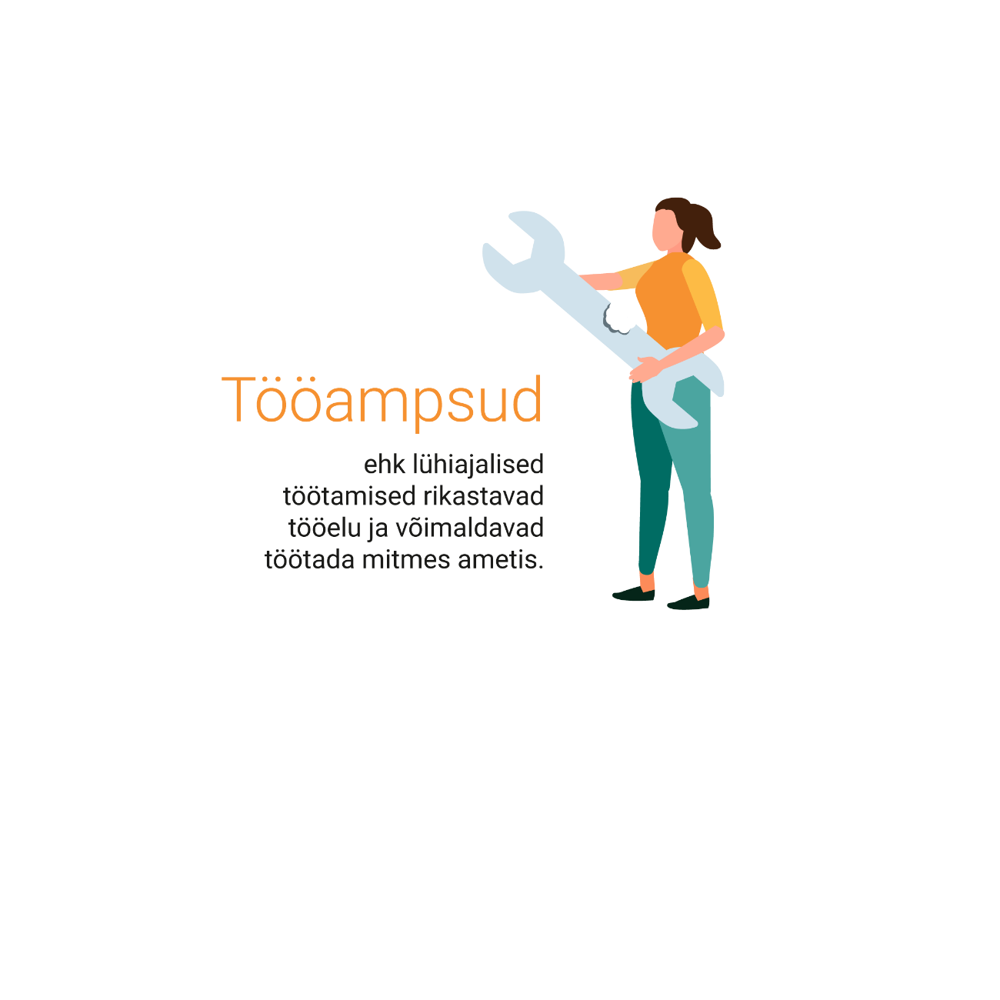 Tööampsud
ehk lühiajalised
töötamised rikastavad
tööelu ja võimaldavad
töötada mitmes ametis.